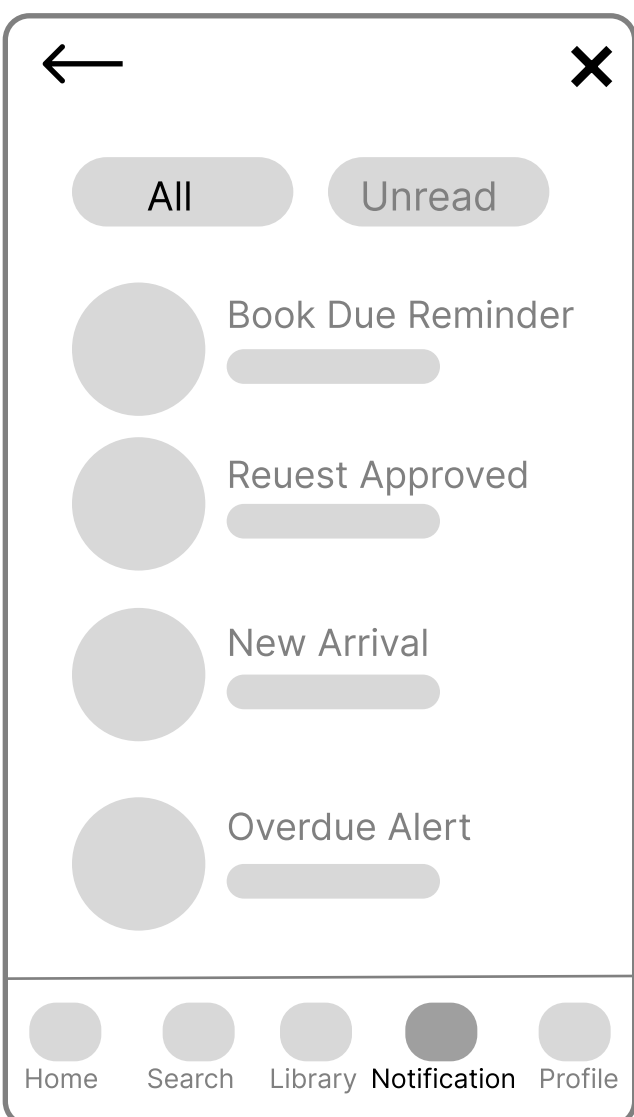 All Unread
Book Due Reminder
Reuest Approved
New Arrival
Overdue Alert
Home Search Library Notification Profile